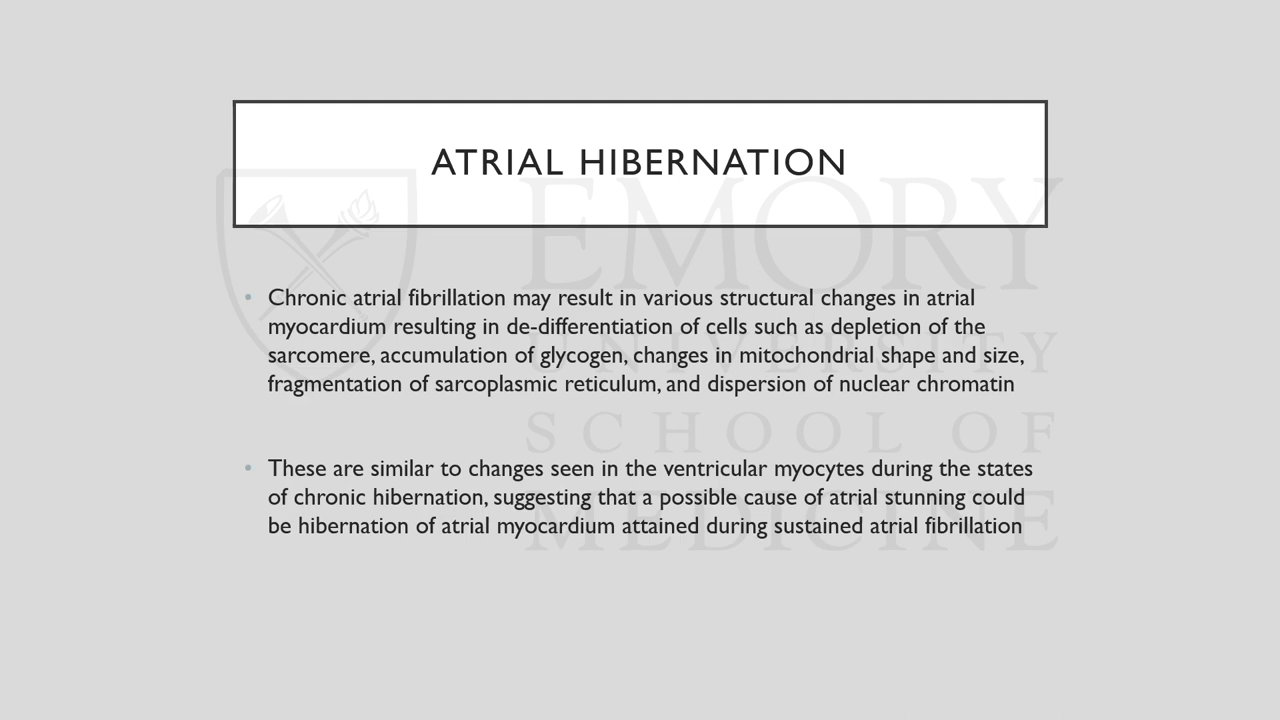 ATRIAL HIBERNATION
• Chronic atrial fibrillation may result in various structural changes in atrial
myocardium resulting in de-differentiation of cells such as depletion of the
sarcomere, accumulation of glycogen, changes in mitochondrial shape and size,
fragmentation of sarcoplasmic reticulum, and dispersion of nuclear chromatin
• These are similar to changes seen in the ventricular myocytes during the states
of chronic hibernation, suggesting that a possible cause of atrial stunning could
be hibernation of atrial myocardium attained during sustained atrial fibrillation
EMORY
UNIVERSITY
SCHOOL OF
MEDICINE